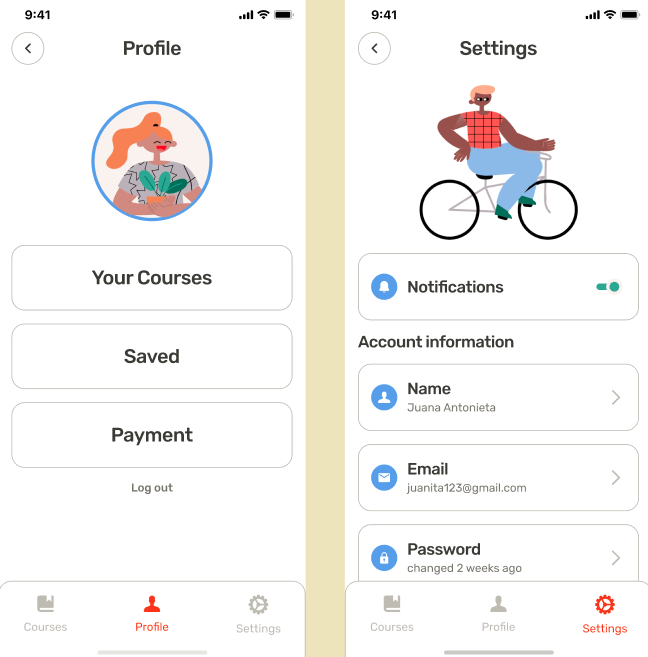 9:41
Profile
Your Courses
Saved
Payment
Log out
Courses
Profile
Settings
9:41
Settings
Notifications
Account information
Name
Juana Antonieta
Email
juanita123@gmail.com
Password
changed 2 weeks ago
Courses
Profile
Settings